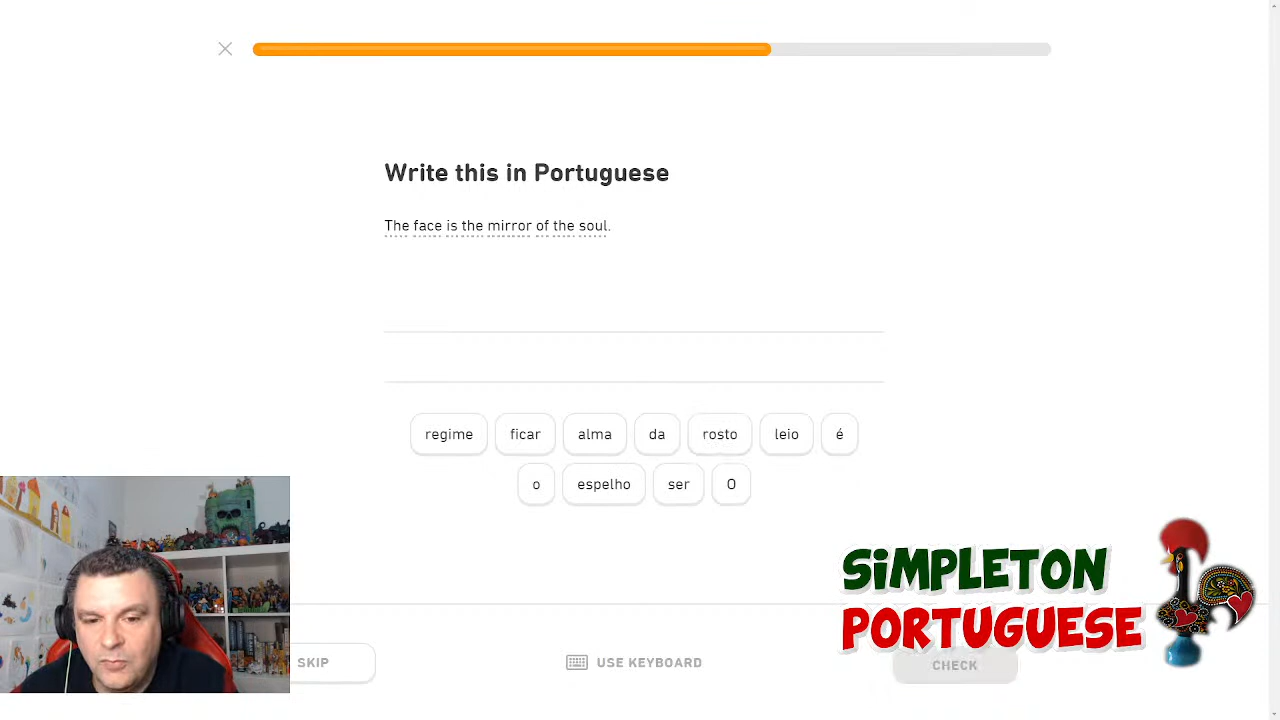 Write this in Portuguese
The face is the mirror of the soul.
regime ficar alma da rosto leio é
o espelho ser O
SiMPLETON
PORTUGUESE
SKIP
USE KEYBOARD
CHECK